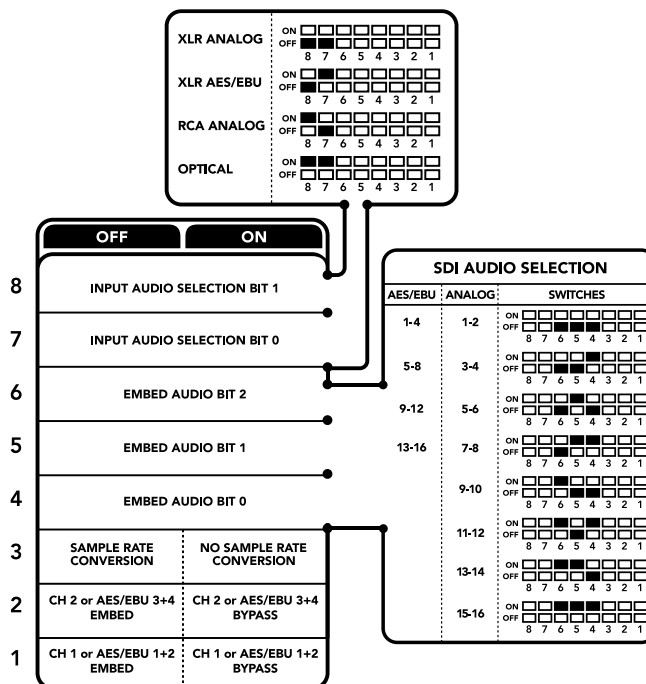 XLR ANALOG
ON
OFF
8 7 6 5 4 3 2 1
XLR AES/EBU
ON
OFF
8 7 6 5 4 3 2 1
RCA ANALOG
ON
OFF
8 7 6 5 4 3 2 1
OPTICAL
ON
OFF
8 7 6 5 4 3 2 1
OFF ON
8 INPUT AUDIO SELECTION BIT 1
7 INPUT AUDIO SELECTION BIT 0
6 EMBED AUDIO BIT 2
5 EMBED AUDIO BIT 1
4 EMBED AUDIO BIT 0
3 SAMPLE RATE CONVERSION NO SAMPLE RATE CONVERSION
2 CH 2 or AES/EBU 3+4 EMBED CH 2 or AES/EBU 3+4 BYPASS
1 CH 1 or AES/EBU 1+2 EMBED CH 1 or AES/EBU 1+2 BYPASS
SDI AUDIO SELECTION
AES/EBU ANALOG SWITCHES
1-4 1-2 ON
OFF
8 7 6 5 4 3 2 1
5-8 3-4 ON
OFF
8 7 6 5 4 3 2 1
9-12 5-6 ON
OFF
8 7 6 5 4 3 2 1
13-16 7-8 ON
OFF
8 7 6 5 4 3 2 1
9-10 ON
OFF
8 7 6 5 4 3 2 1
11-12 ON
OFF
8 7 6 5 4 3 2 1
13-14 ON
OFF
8 7 6 5 4 3 2 1
15-16 ON
OFF
8 7 6 5 4 3 2 1